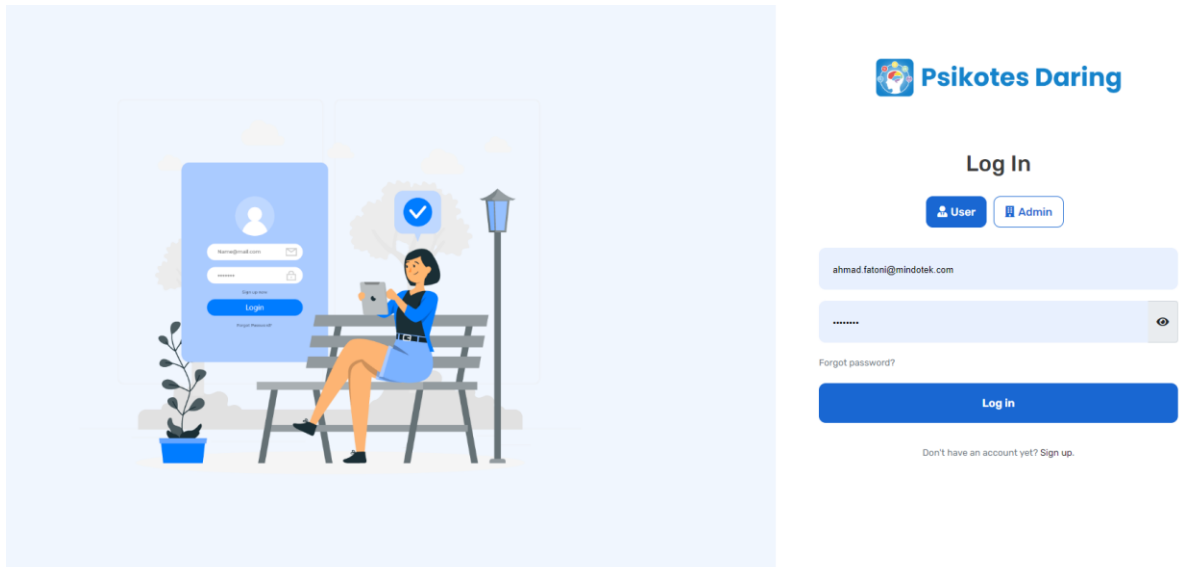 Psikotes Daring
Log In
User
Admin
ahmad.fatoni@mindotek.com
••••••••
Forgot password?
Log in
Don't have an account yet? Sign up.
Name@mail.com
•••••••
Sign up now
Login
Forgot Password?